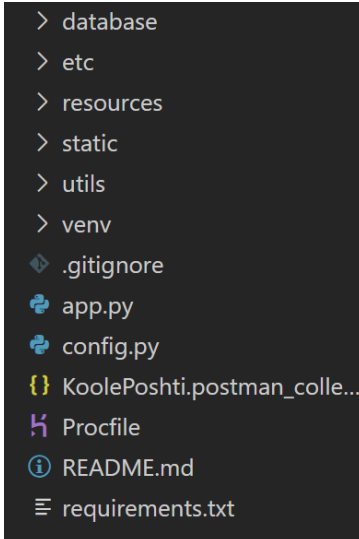 database
etc
resources
static
utils
venv
.gitignore
app.py
config.py
KoolePoshti.postman_colle...
Procfile
README.md
requirements.txt